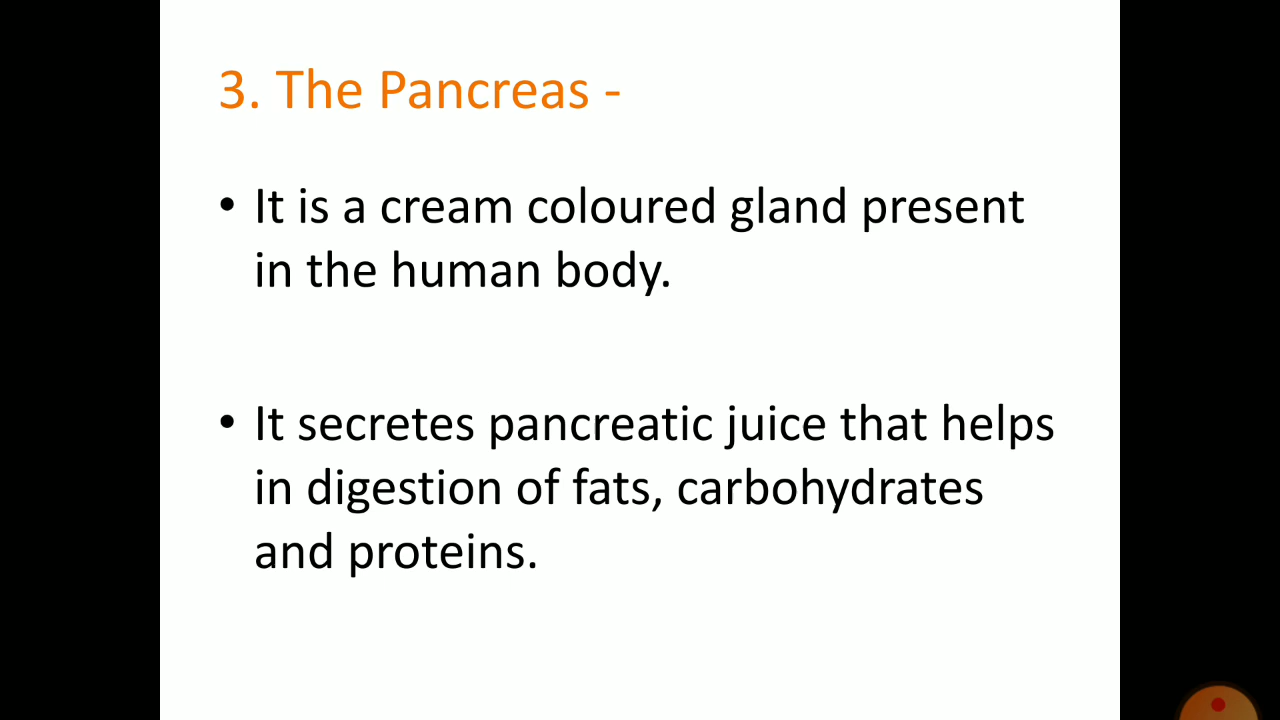 3. The Pancreas -
• It is a cream coloured gland present
in the human body.
• It secretes pancreatic juice that helps
in digestion of fats, carbohydrates
and proteins.